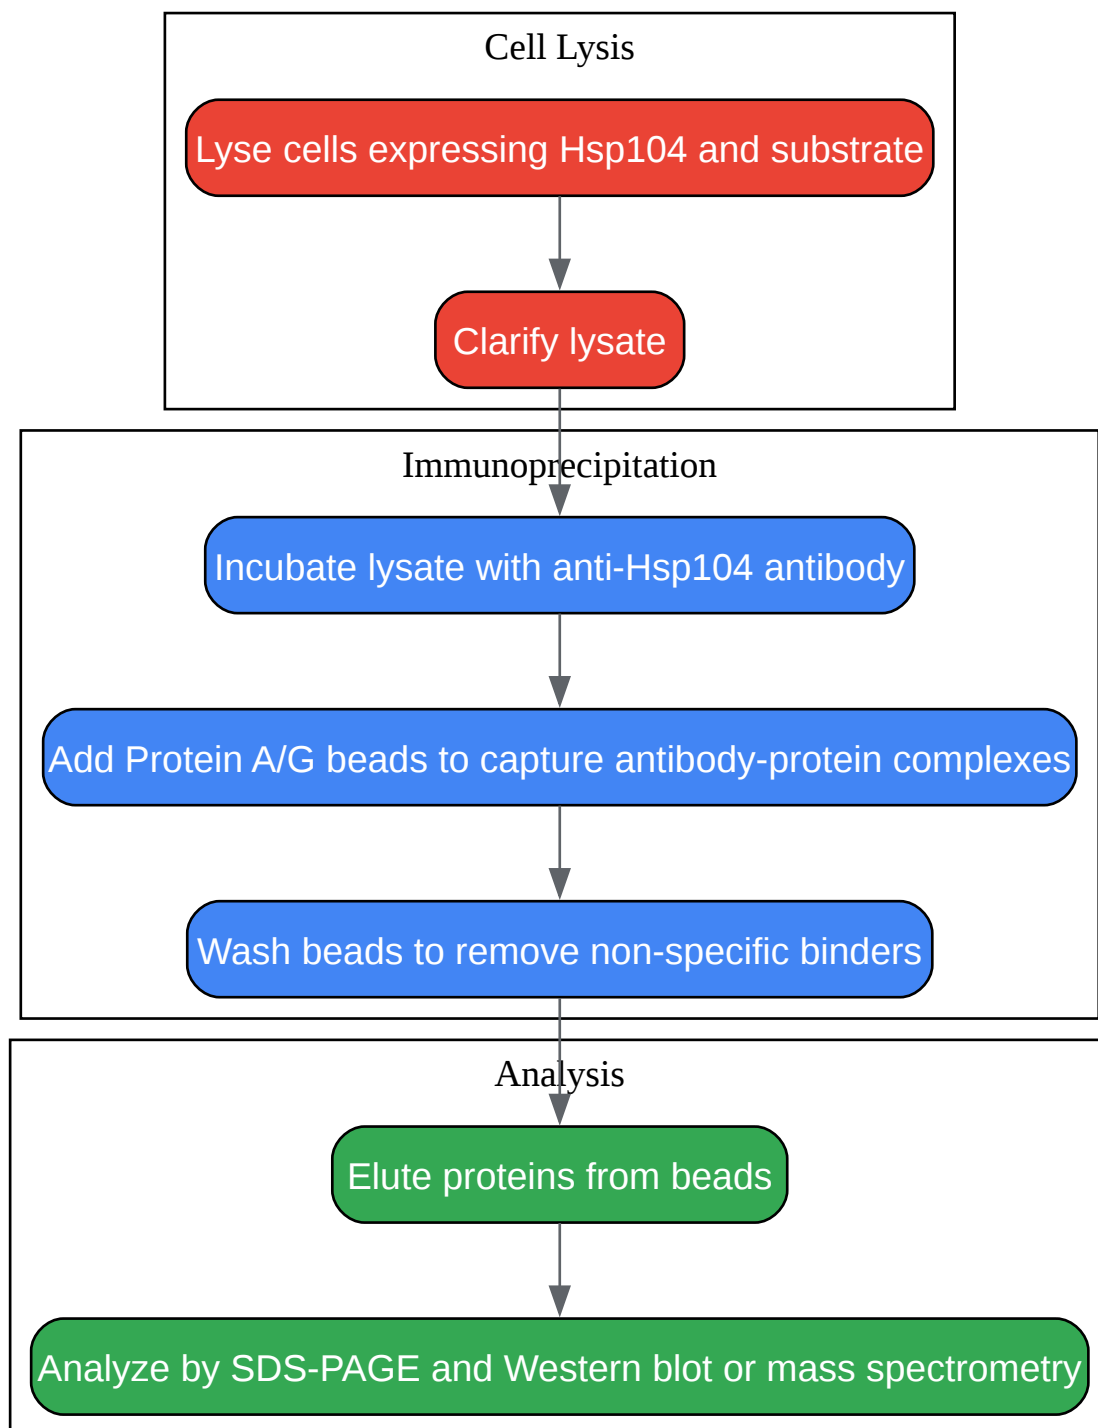 Cell Lysis
Lyse cells expressing Hsp104 and substrate
Clarify lysate
Immunoprecipitation
Incubate lysate with anti-Hsp104 antibody
Add Protein A/G beads to capture antibody-protein complexes
Wash beads to remove non-specific binders
Analysis
Elute proteins from beads
Analyze by SDS-PAGE and Western blot or mass spectrometry